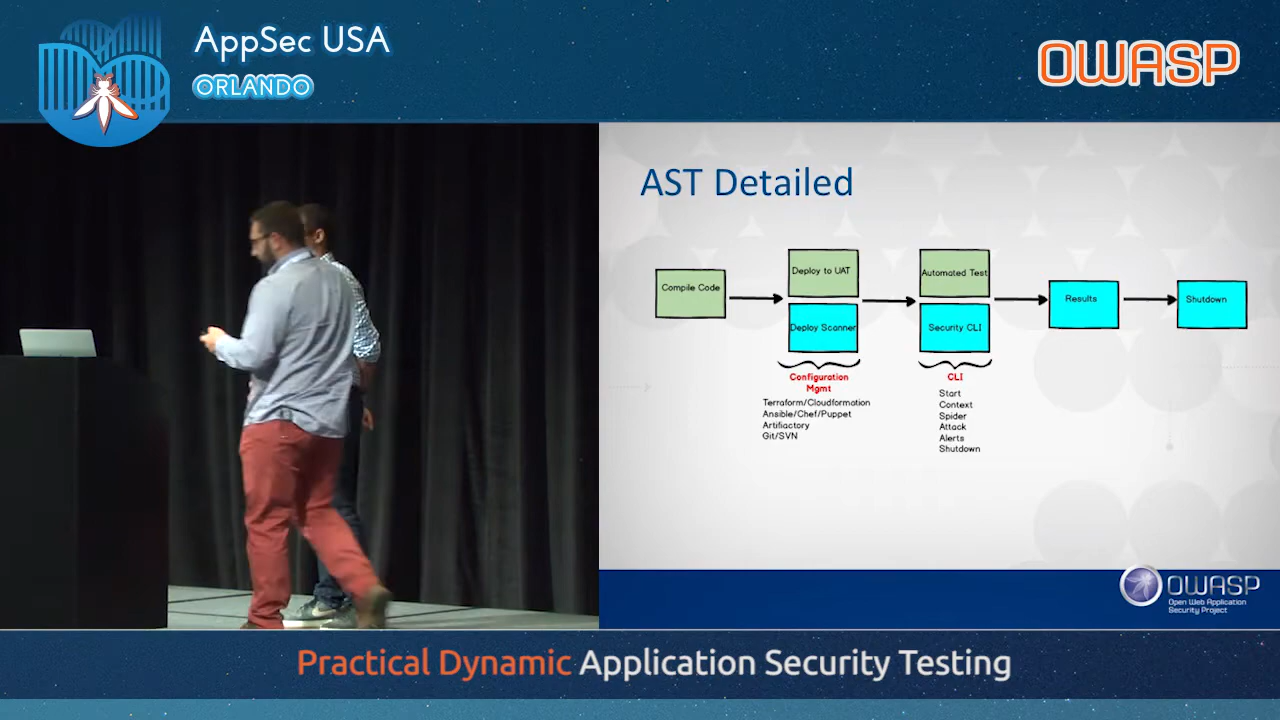 AppSec USA
ORLANDO
OWASP
AST Detailed
Compile Code
Deploy to UAT
Deploy Scanner
Automated Test
Security CLI
Results
Shutdown
Configuration
Mgmt
Terraform/Cloudformation
Ansible/Chef/Puppet
Artifiactory
Git/SVN
CLI
Start
Context
Spider
Attack
Alerts
Shutdown
OWASP
Open Web Application
Security Project
Practical Dynamic Application Security Testing